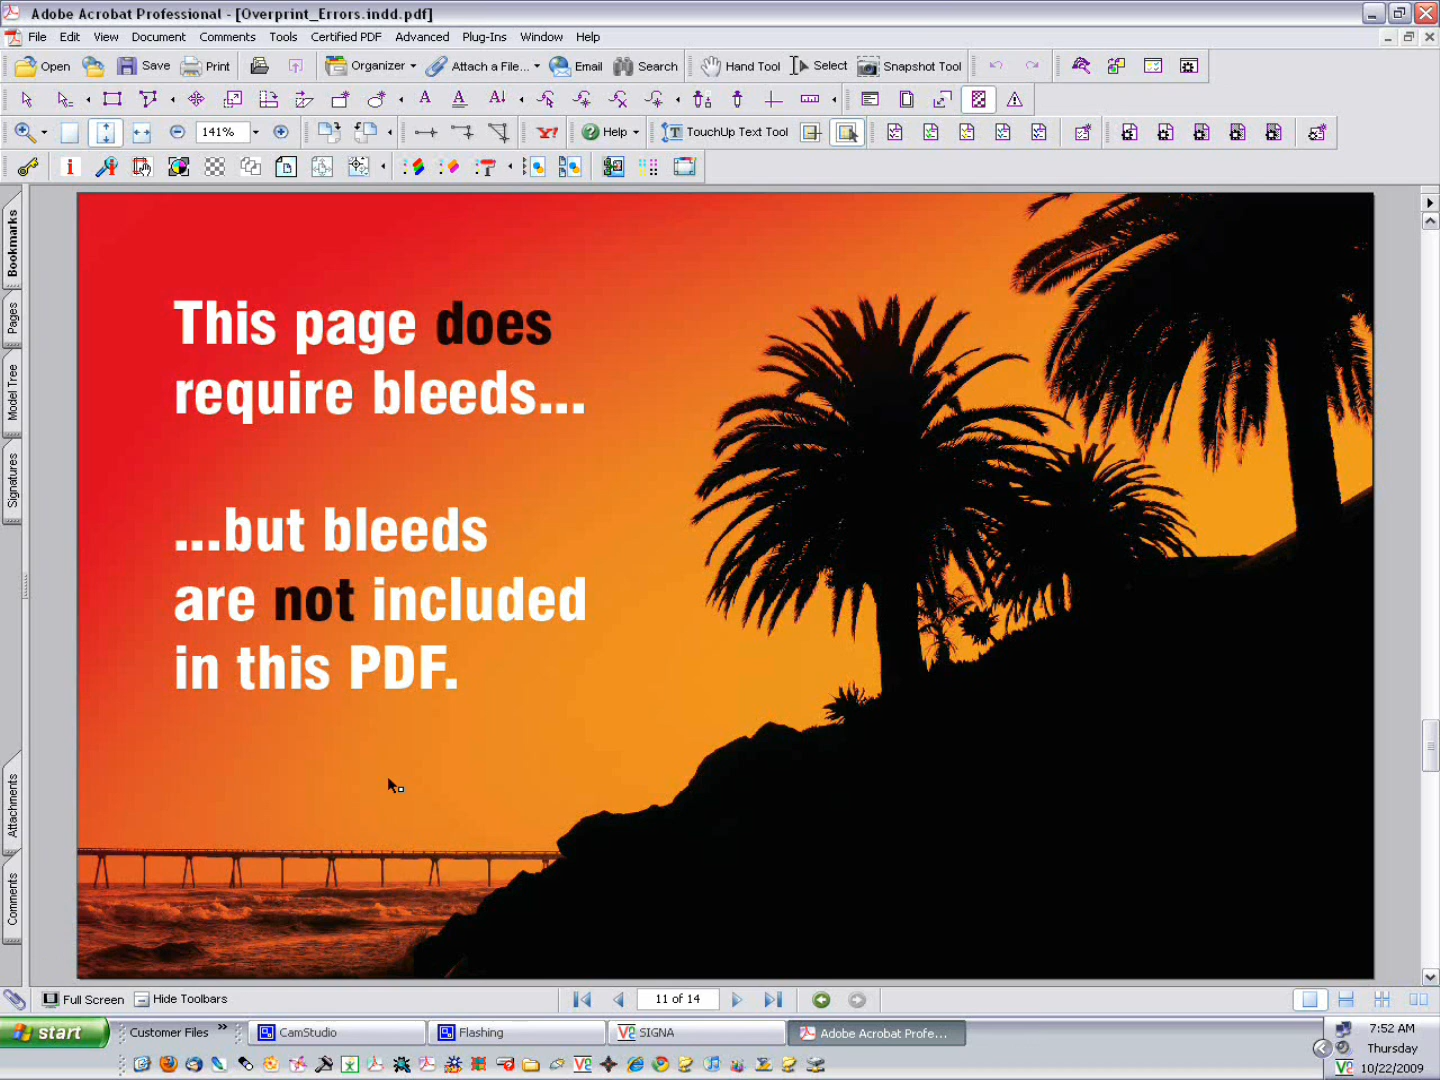 Adobe Acrobat Professional - [Overprint_Errors.indd.pdf]
File Edit View Document Comments Tools Certified PDF Advanced Plug-Ins Window Help
Open Save Print Organizer Attach a File... Email Search Hand Tool Select Snapshot Tool
141% Y! Help TouchUp Text Tool
Bookmarks
Pages
Model Tree
Signatures
Attachments
Comments
This page does
require bleeds...
...but bleeds
are not included
in this PDF.
Full Screen Hide Toolbars 11 of 14
start Customer Files » CamStudio Flashing SIGNA Adobe Acrobat Profe...
7:52 AM
Thursday
10/22/2009